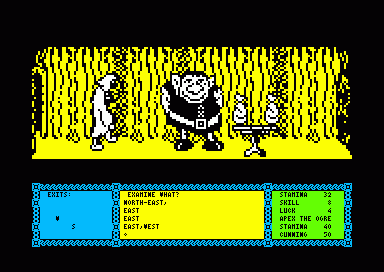 EXITS:
W
S
EXAMINE WHAT?
NORTH-EAST,
EAST
EAST
EAST,WEST
>
STAMINA 32
SKILL 8
LUCK 4
APEX THE OGRE
STAMINA 40
CUNNING 50